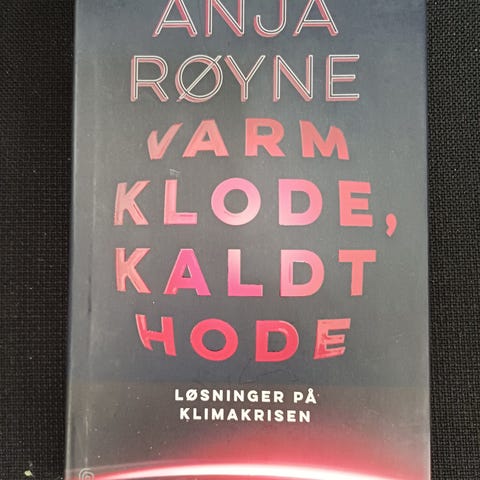 ANJA
RØYNE
VARM
KLODE,
KALDT
HODE
LØSNINGER PÅ
KLIMAKRISEN